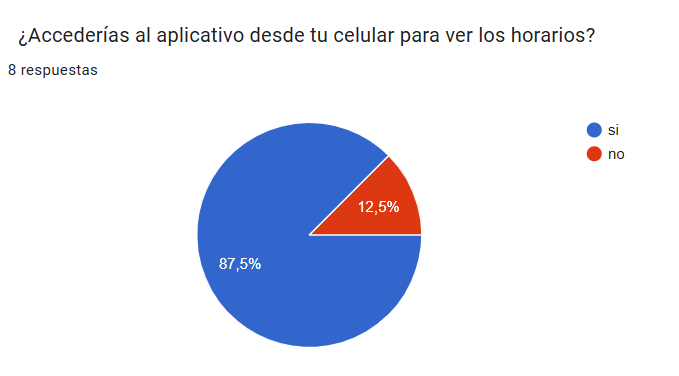 ¿Accederías al aplicativo desde tu celular para ver los horarios?
8 respuestas
si
no
12,5%
87,5%